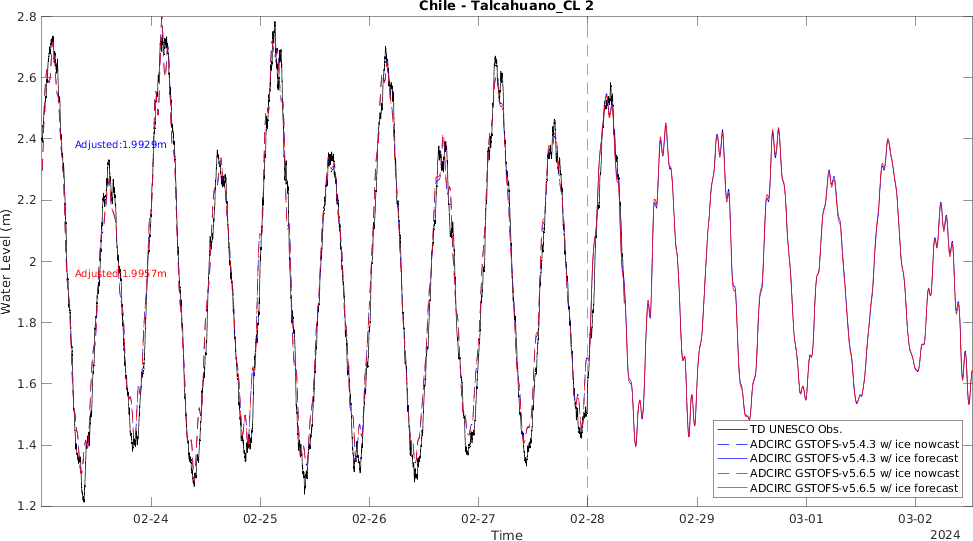 Chile - Talcahuano_CL 2
2.8
2.6
2.4
2.2
2
1.8
1.6
1.4
1.2
Water Level (m)
Adjusted:1.9929m
Adjusted:1.9957m
TD UNESCO Obs.
ADCIRC GSTOFS-v5.4.3 w/ ice nowcast
ADCIRC GSTOFS-v5.4.3 w/ ice forecast
ADCIRC GSTOFS-v5.6.5 w/ ice nowcast
ADCIRC GSTOFS-v5.6.5 w/ ice forecast
02-24 02-25 02-26 02-27 02-28 02-29 03-01 03-02
Time
2024